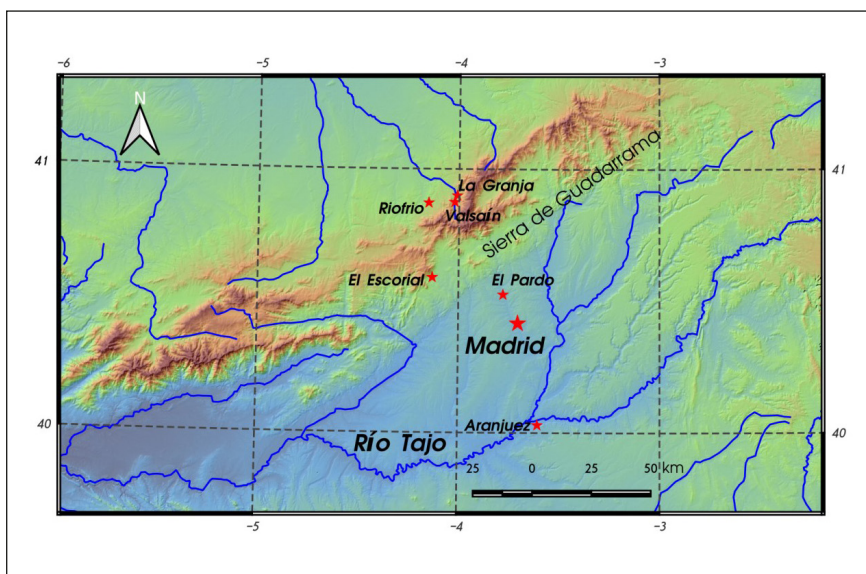 -6
-5
-4
-3
N
41
41
La Granja
Riofrio
Valsaín
Sierra de Guadarrama
El Escorial
El Pardo
Madrid
Aranjuez
40
40
Río Tajo
25 0 25 50 km
-5
-4
-3